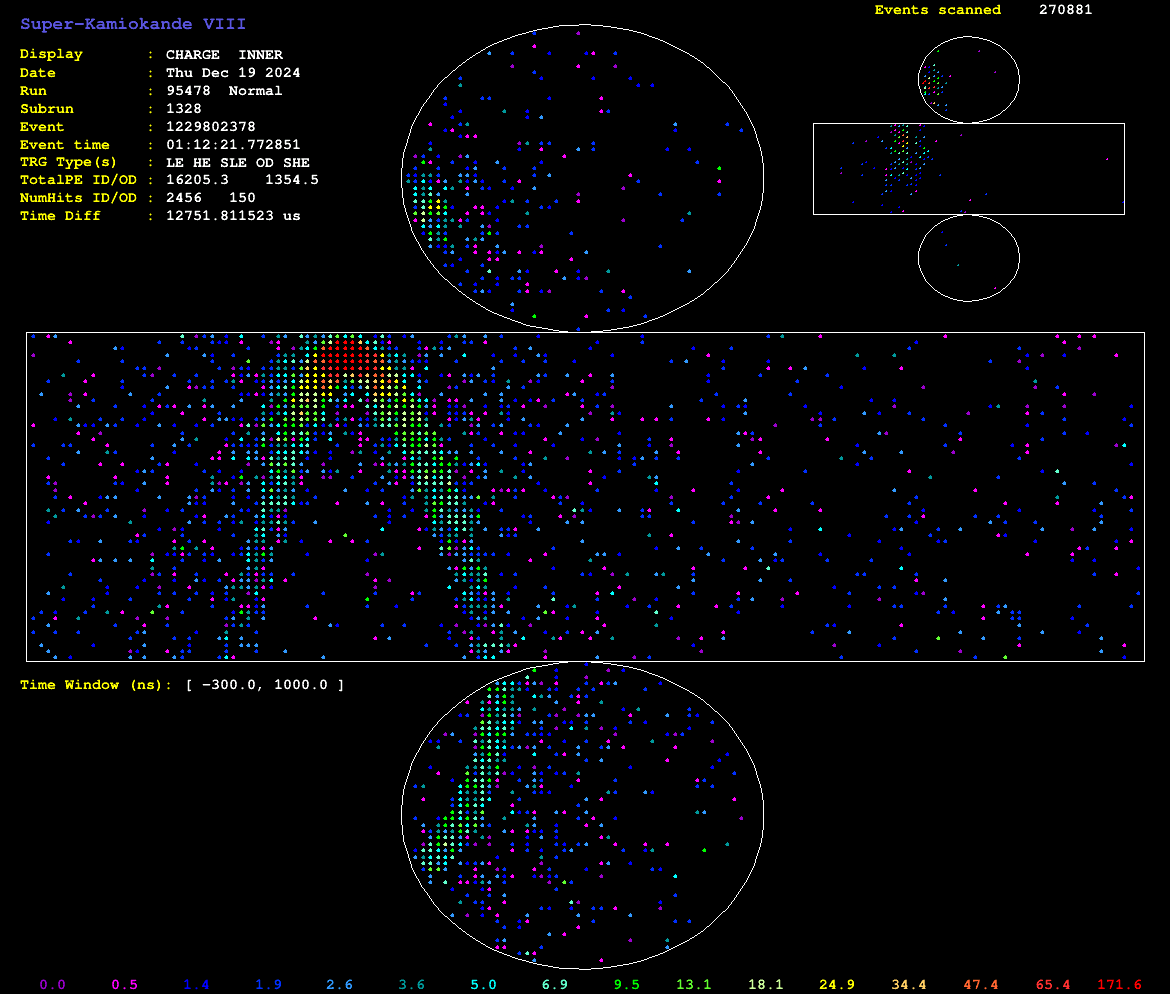 Super-Kamiokande VIII
Events scanned 270881
Display : CHARGE INNER
Date : Thu Dec 19 2024
Run : 95478 Normal
Subrun : 1328
Event : 1229802378
Event time : 01:12:21.772851
TRG Type(s) : LE HE SLE OD SHE
TotalPE ID/OD : 16205.3 1354.5
NumHits ID/OD : 2456 150
Time Diff : 12751.811523 us
Time Window (ns): [ -300.0, 1000.0 ]
0.0 0.5 1.4 1.9 2.6 3.6 5.0 6.9 9.5 13.1 18.1 24.9 34.4 47.4 65.4 171.6